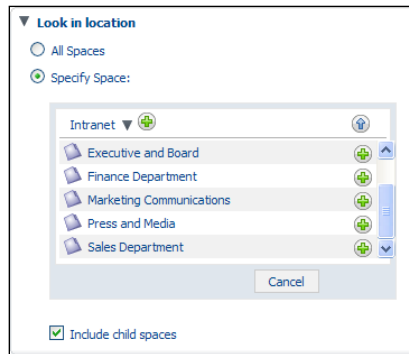 Look in location
All Spaces
Specify Space:
Intranet
Executive and Board
Finance Department
Marketing Communications
Press and Media
Sales Department
Cancel
Include child spaces